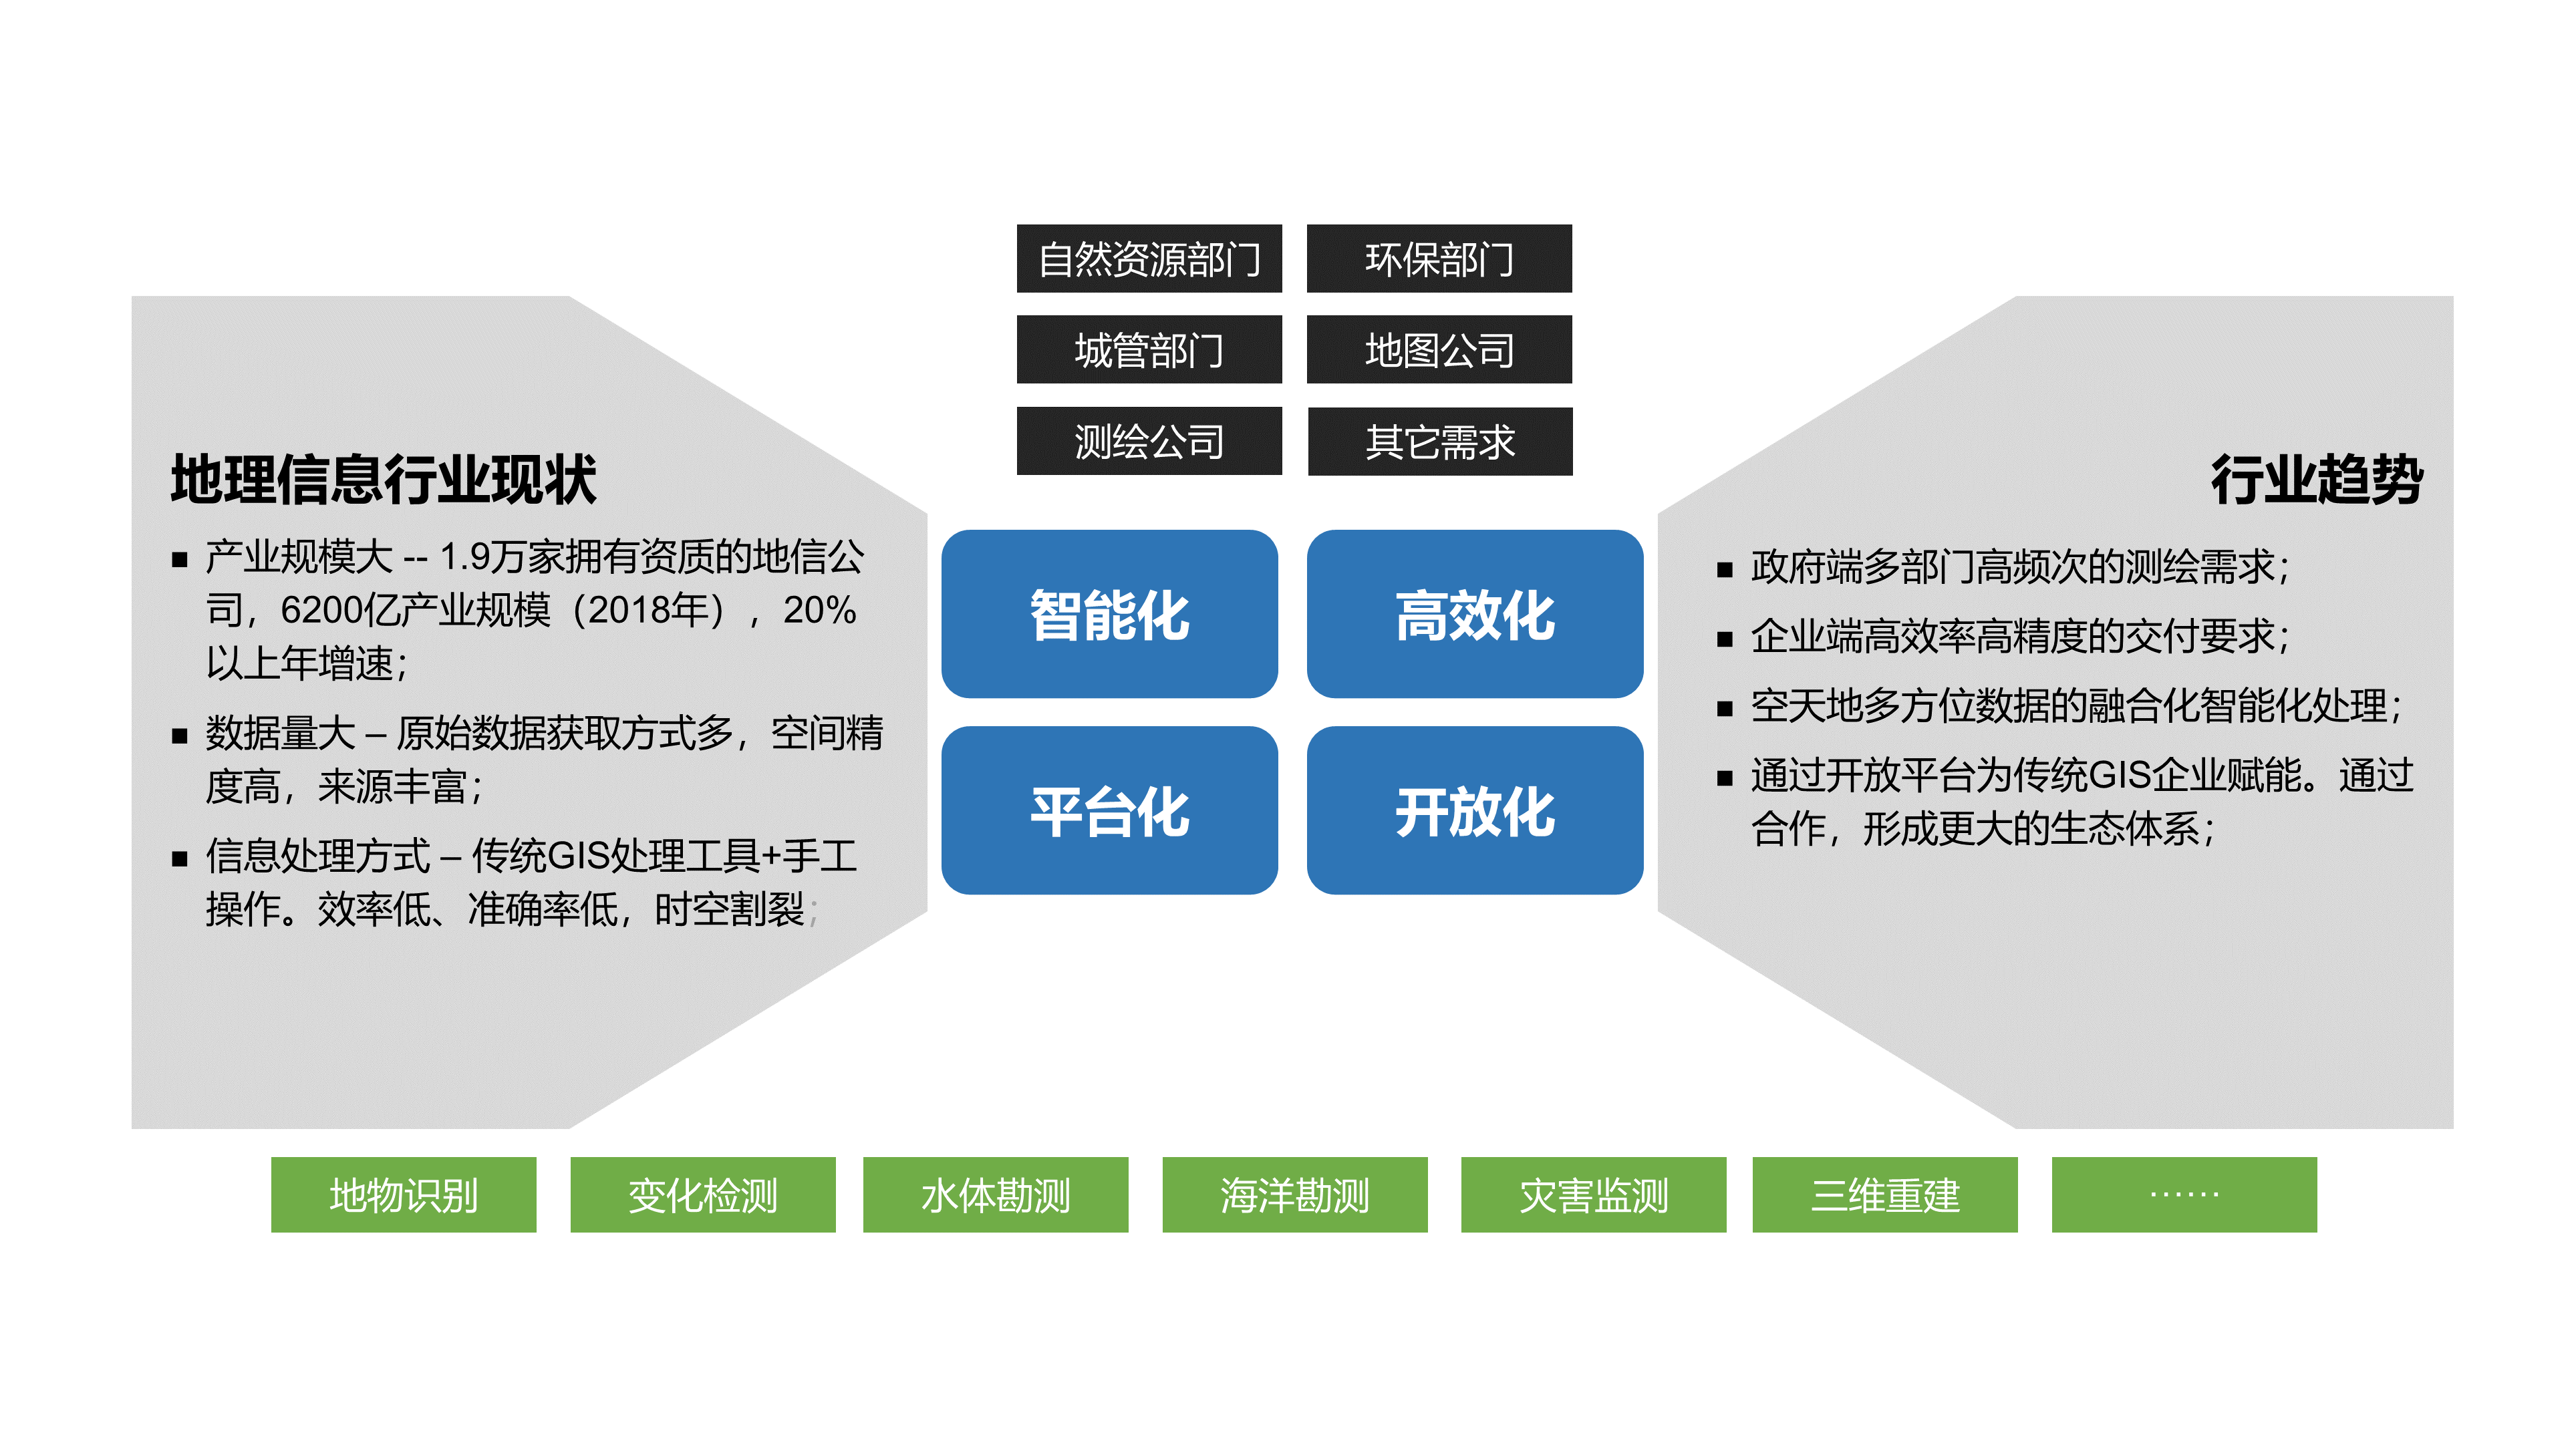 自然资源部门
环保部门
城管部门
地图公司
测绘公司
其它需求
地理信息行业现状
■ 产业规模大 -- 1.9万家拥有资质的地信公
司，6200亿产业规模（2018年），20%
以上年增速；
■ 数据量大 – 原始数据获取方式多，空间精
度高，来源丰富；
■ 信息处理方式 – 传统GIS处理工具+手工
操作。效率低、准确率低，时空割裂；
智能化
高效化
平台化
开放化
行业趋势
■ 政府端多部门高频次的测绘需求；
■ 企业端高效率高精度的交付要求；
■ 空天地多方位数据的融合化智能化处理；
■ 通过开放平台为传统GIS企业赋能。通过
合作，形成更大的生态体系；
地物识别
变化检测
水体勘测
海洋勘测
灾害监测
三维重建
……